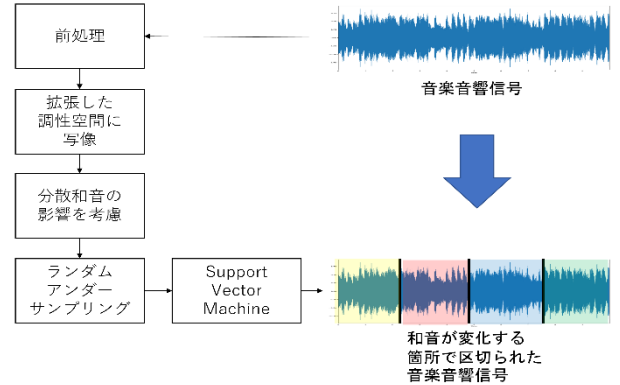 前処理
音楽音響信号
拡張した
調性空間に
写像
分散和音の
影響を考慮
ランダム
アンダー
サンプリング
Support
Vector
Machine
和音が変化する
箇所で区切られた
音楽音響信号